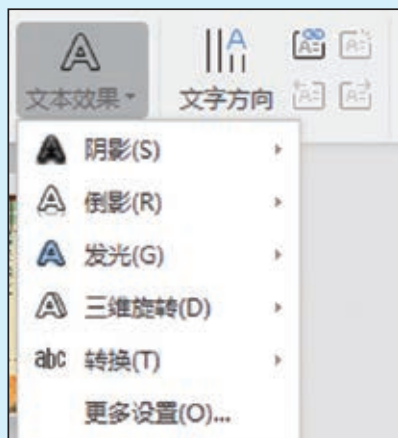 文本效果
文字方向
阴影(S)
倒影(R)
发光(G)
三维旋转(D)
abc 转换(T)
更多设置(O)...